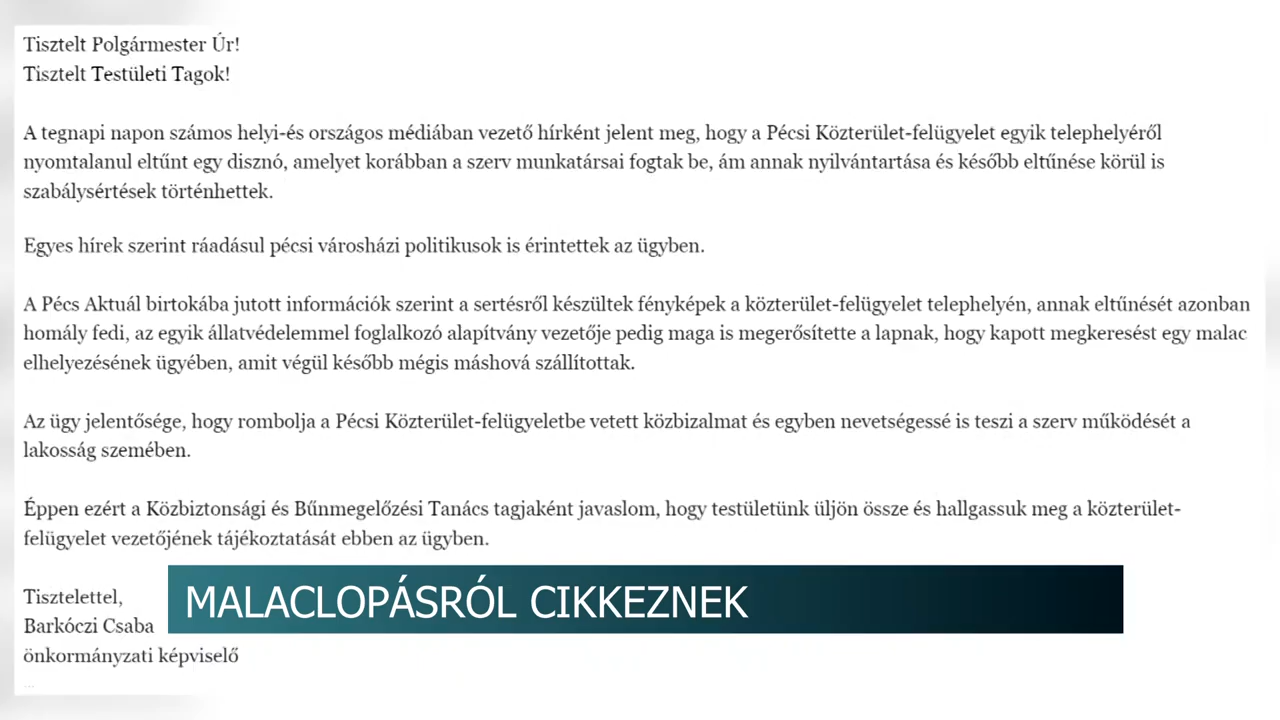 Tisztelt Polgármester Úr!
Tisztelt Testületi Tagok!
A tegnapi napon számos helyi-és országos médiában vezető hírként jelent meg, hogy a Pécsi Közterület-felügyelet egyik telephelyéről
nyomtalanul eltűnt egy disznó, amelyet korábban a szerv munkatársai fogtak be, ám annak nyilvántartása és később eltűnése körül is
szabálysértések történhettek.
Egyes hírek szerint ráadásul pécsi városházi politikusok is érintettek az ügyben.
A Pécs Aktuál birtokába jutott információk szerint a sertésről készültek fényképek a közterület-felügyelet telephelyén, annak eltűnését azonban
homály fedi, az egyik állatvédelemmel foglalkozó alapítvány vezetője pedig maga is megerősítette a lapnak, hogy kapott megkeresést egy malac
elhelyezésének ügyében, amit végül később mégis máshová szállítottak.
Az ügy jelentősége, hogy rombolja a Pécsi Közterület-felügyeletbe vetett közbizalmat és egyben nevetségessé is teszi a szerv működését a
lakosság szemében.
Éppen ezért a Közbiztonsági és Bűnmegelőzési Tanács tagjaként javaslom, hogy testületünk üljön össze és hallgassuk meg a közterület-
felügyelet vezetőjének tájékoztatását ebben az ügyben.
Tisztelettel,
Barkóczi Csaba
önkormányzati képviselő
...
MALACLOPÁSRÓL CIKKEZNEK